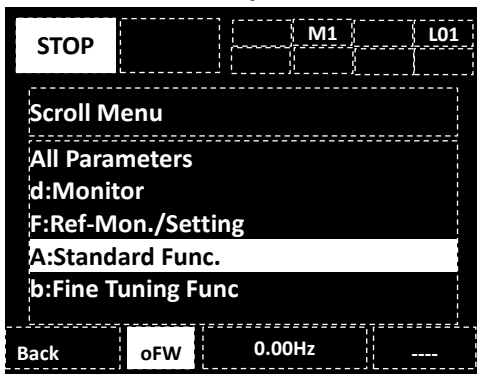 STOP M1 L01
Scroll Menu
All Parameters
d:Monitor
F:Ref-Mon./Setting
A:Standard Func.
b:Fine Tuning Func
Back oFW 0.00Hz ----